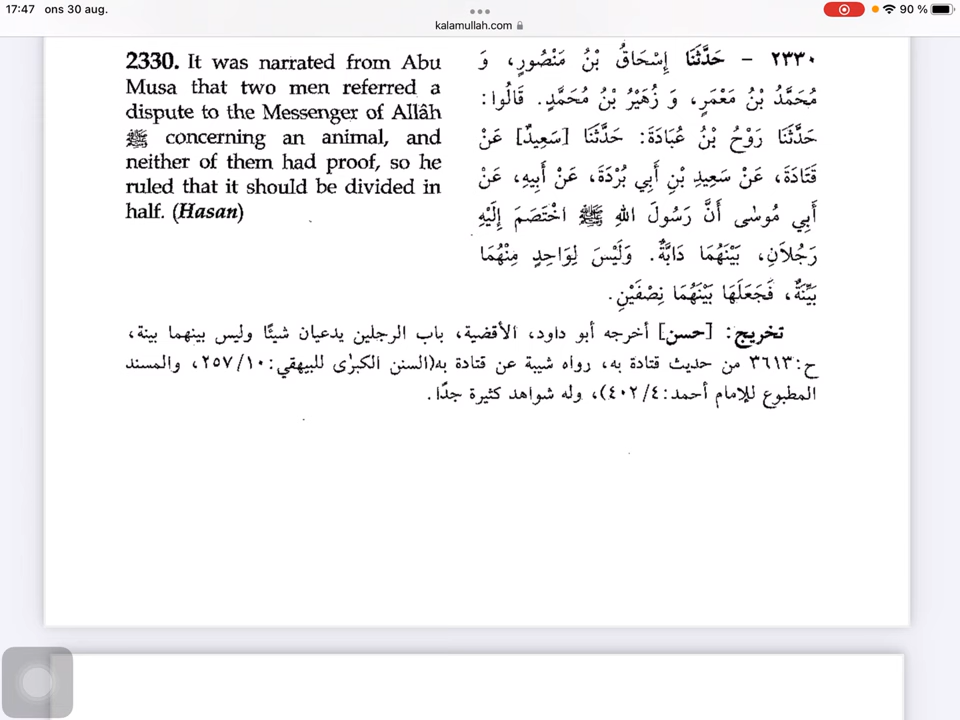 17:47 ons 30 aug.
90 %
kalamullah.com
2330. It was narrated from Abu
Musa that two men referred a
dispute to the Messenger of Allâh
ﷺ concerning an animal, and
neither of them had proof, so he
ruled that it should be divided in
half. (Hasan)
٢٣٣٠ - حَدَّثَنَا إِسْحَاقُ بْنُ مَنْصُورٍ، وَ
مُحَمَّدُ بْنُ مَعْمَرٍ، وَ زُهَيْرُ بْنُ مُحَمَّدٍ. قَالُوا:
حَدَّثَنَا رَوْحُ بْنُ عُبَادَةَ: حَدَّثَنَا [سَعِيدٌ] عَنْ
قَتَادَةَ، عَنْ سَعِيدِ بْنِ أَبِي بُرْدَةَ، عَنْ أَبِيهِ، عَنْ
أَبِي مُوسٰى أَنَّ رَسُولَ اللهِ ﷺ اخْتَصَمَ إِلَيْهِ
رَجُلاَنِ، بَيْنَهُمَا دَابَّةٌ. وَلَيْسَ لِوَاحِدٍ مِنْهُمَا
بَيِّنَةٌ، فَجَعَلَهَا بَيْنَهُمَا نِصْفَيْنِ.
تخريج: [حسن] أخرجه أبو داود، الأقضية، باب الرجلين يدعيان شيئًا وليس بينهما بينة،
ح:٣٦١٣ من حديث قتادة به، رواه شيبة عن قتادة به(السنن الكبرٰى للبيهقي:١٠/ ٢٥٧، والمسند
المطبوع للإمام أحمد:٤/ ٤٠٢)، وله شواهد كثيرة جدًا.